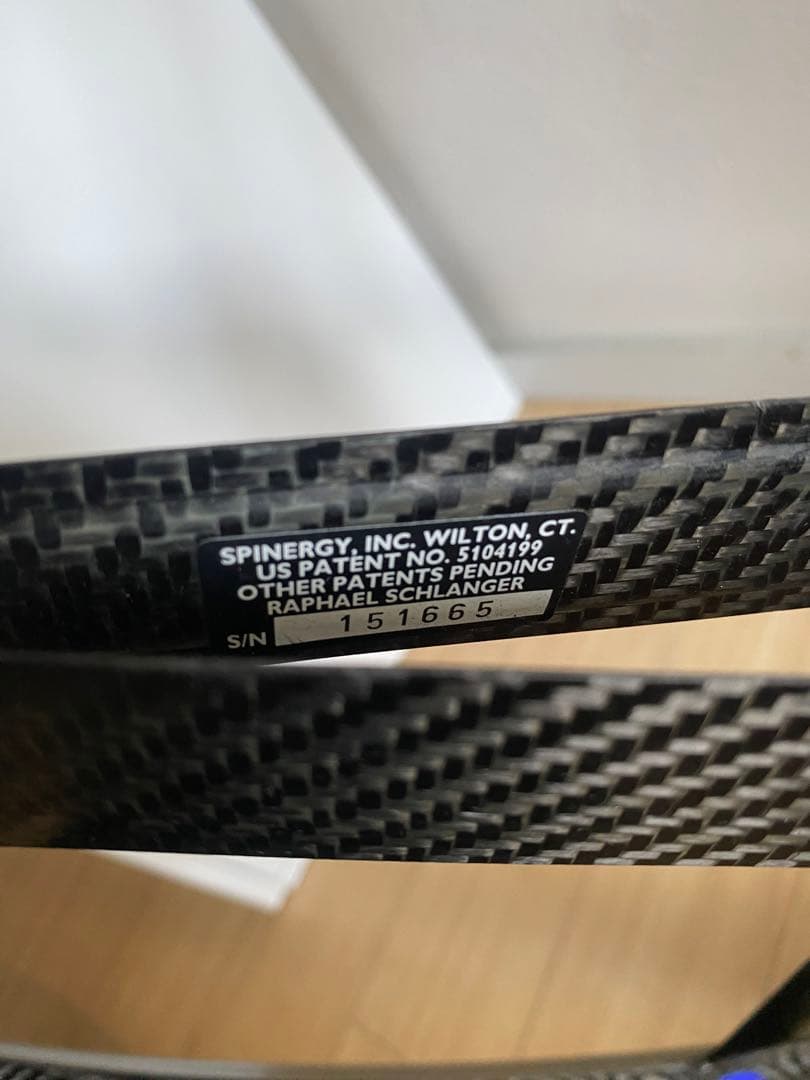 SPINERGY, INC. WILTON, CT.
US PATENT NO. 5104199
OTHER PATENTS PENDING
RAPHAEL SCHLANGER
S/N 151665